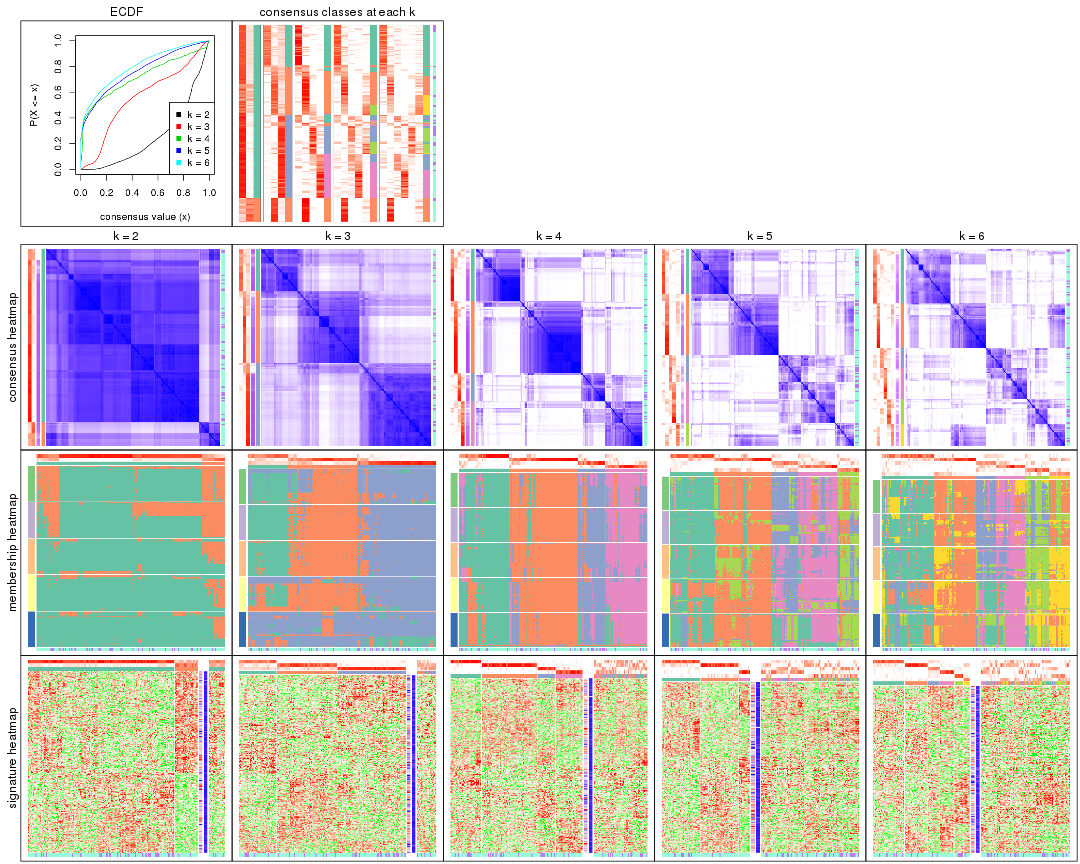 ECDF
consensus classes at each k
P(X <= x)
0.0 0.2 0.4 0.6 0.8 1.0
k = 2
k = 3
k = 4
k = 5
k = 6
0.0 0.2 0.4 0.6 0.8 1.0
consensus value (x)
k = 2
k = 3
k = 4
k = 5
k = 6
consensus heatmap
membership heatmap
signature heatmap